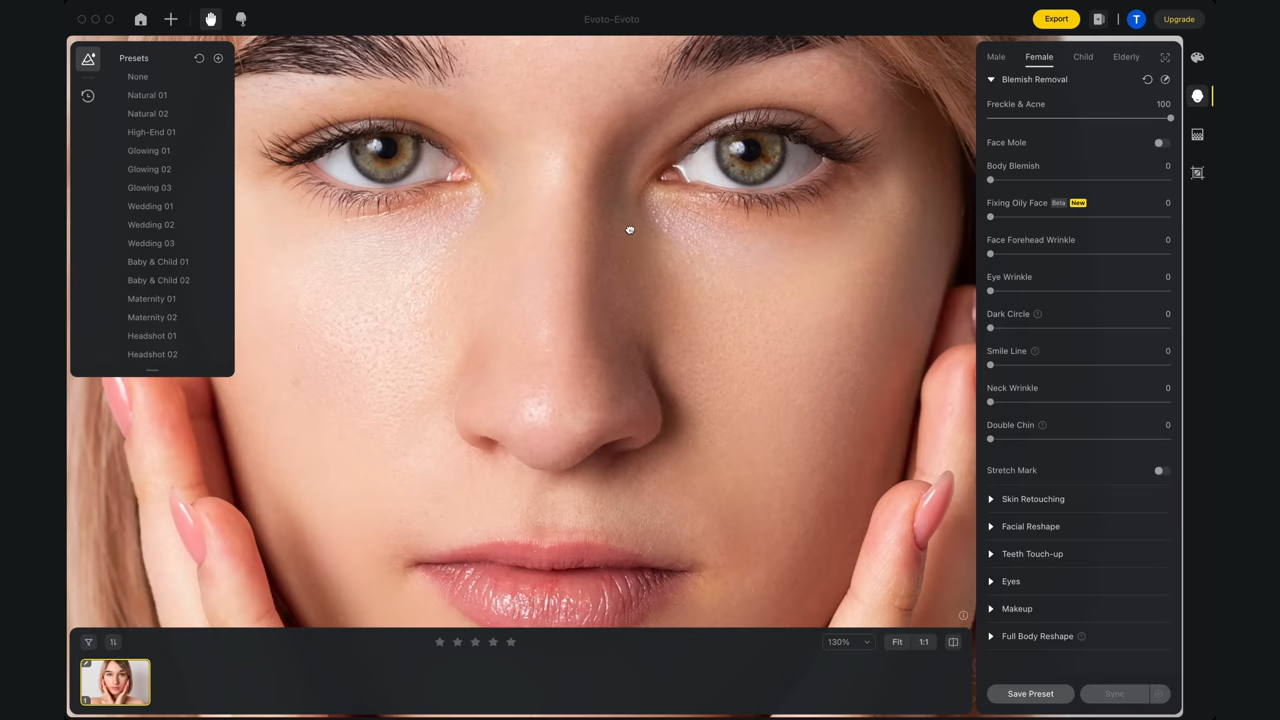 Evoto-Evoto
Export
T
Upgrade
Presets
None
Natural 01
Natural 02
High-End 01
Glowing 01
Glowing 02
Glowing 03
Wedding 01
Wedding 02
Wedding 03
Baby & Child 01
Baby & Child 02
Maternity 01
Maternity 02
Headshot 01
Headshot 02
Male Female Child Elderly
Blemish Removal
Freckle & Acne 100
Face Mole
Body Blemish 0
Fixing Oily Face Beta New 0
Face Forehead Wrinkle 0
Eye Wrinkle 0
Dark Circle ? 0
Smile Line ? 0
Neck Wrinkle 0
Double Chin ? 0
Stretch Mark
Skin Retouching
Facial Reshape
Teeth Touch-up
Eyes
Makeup
Full Body Reshape
130% Fit 1:1
1
Save Preset Sync